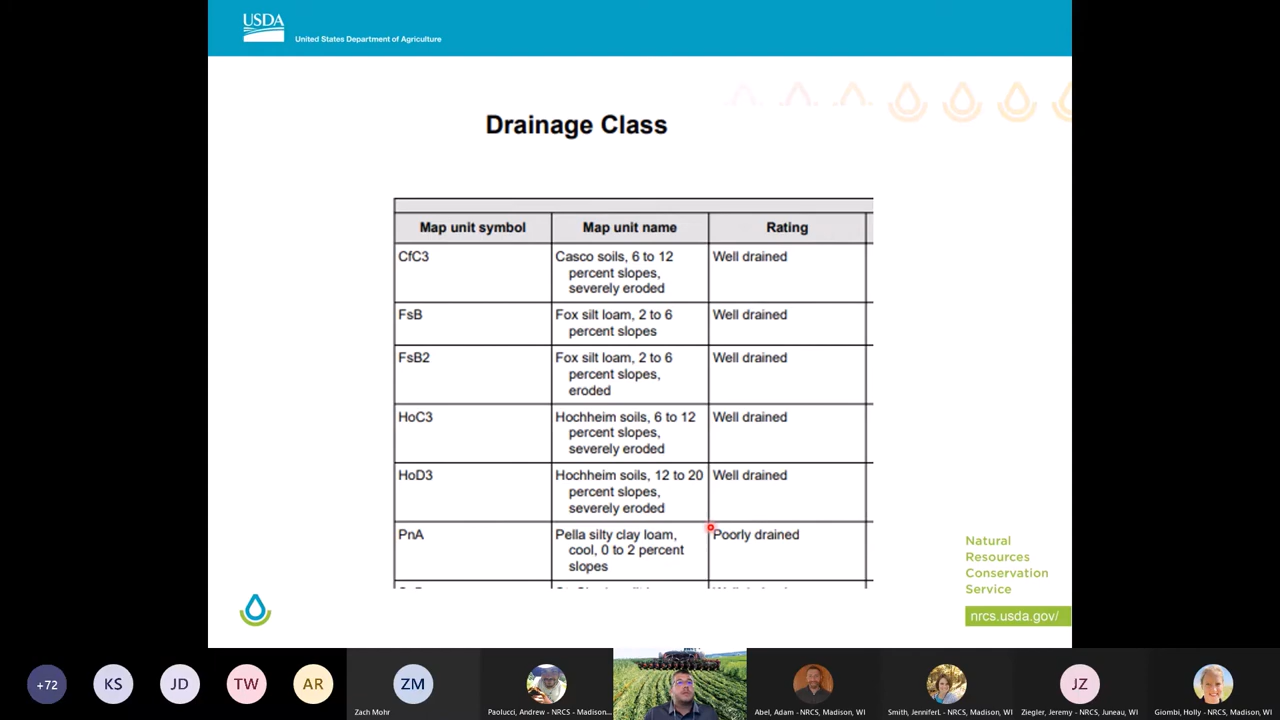 USDA
United States Department of Agriculture
Drainage Class
Map unit symbol Map unit name Rating
CfC3 Casco soils, 6 to 12 Well drained
percent slopes,
severely eroded
FsB Fox silt loam, 2 to 6 Well drained
percent slopes
FsB2 Fox silt loam, 2 to 6 Well drained
percent slopes,
eroded
HoC3 Hochheim soils, 6 to 12 Well drained
percent slopes,
severely eroded
HoD3 Hochheim soils, 12 to 20 Well drained
percent slopes,
severely eroded
PnA Pella silty clay loam, Poorly drained
cool, 0 to 2 percent
slopes
Natural
Resources
Conservation
Service
nrcs.usda.gov/
+72 KS JD TW AR ZM JZ
Zach Mohr Paolucci, Andrew - NRCS - Madison... Abel, Adam - NRCS, Madison, WI Smith, JenniferL - NRCS, Madison, WI Ziegler, Jeremy - NRCS, Juneau, WI Giombi, Holly - NRCS, Madison, WI